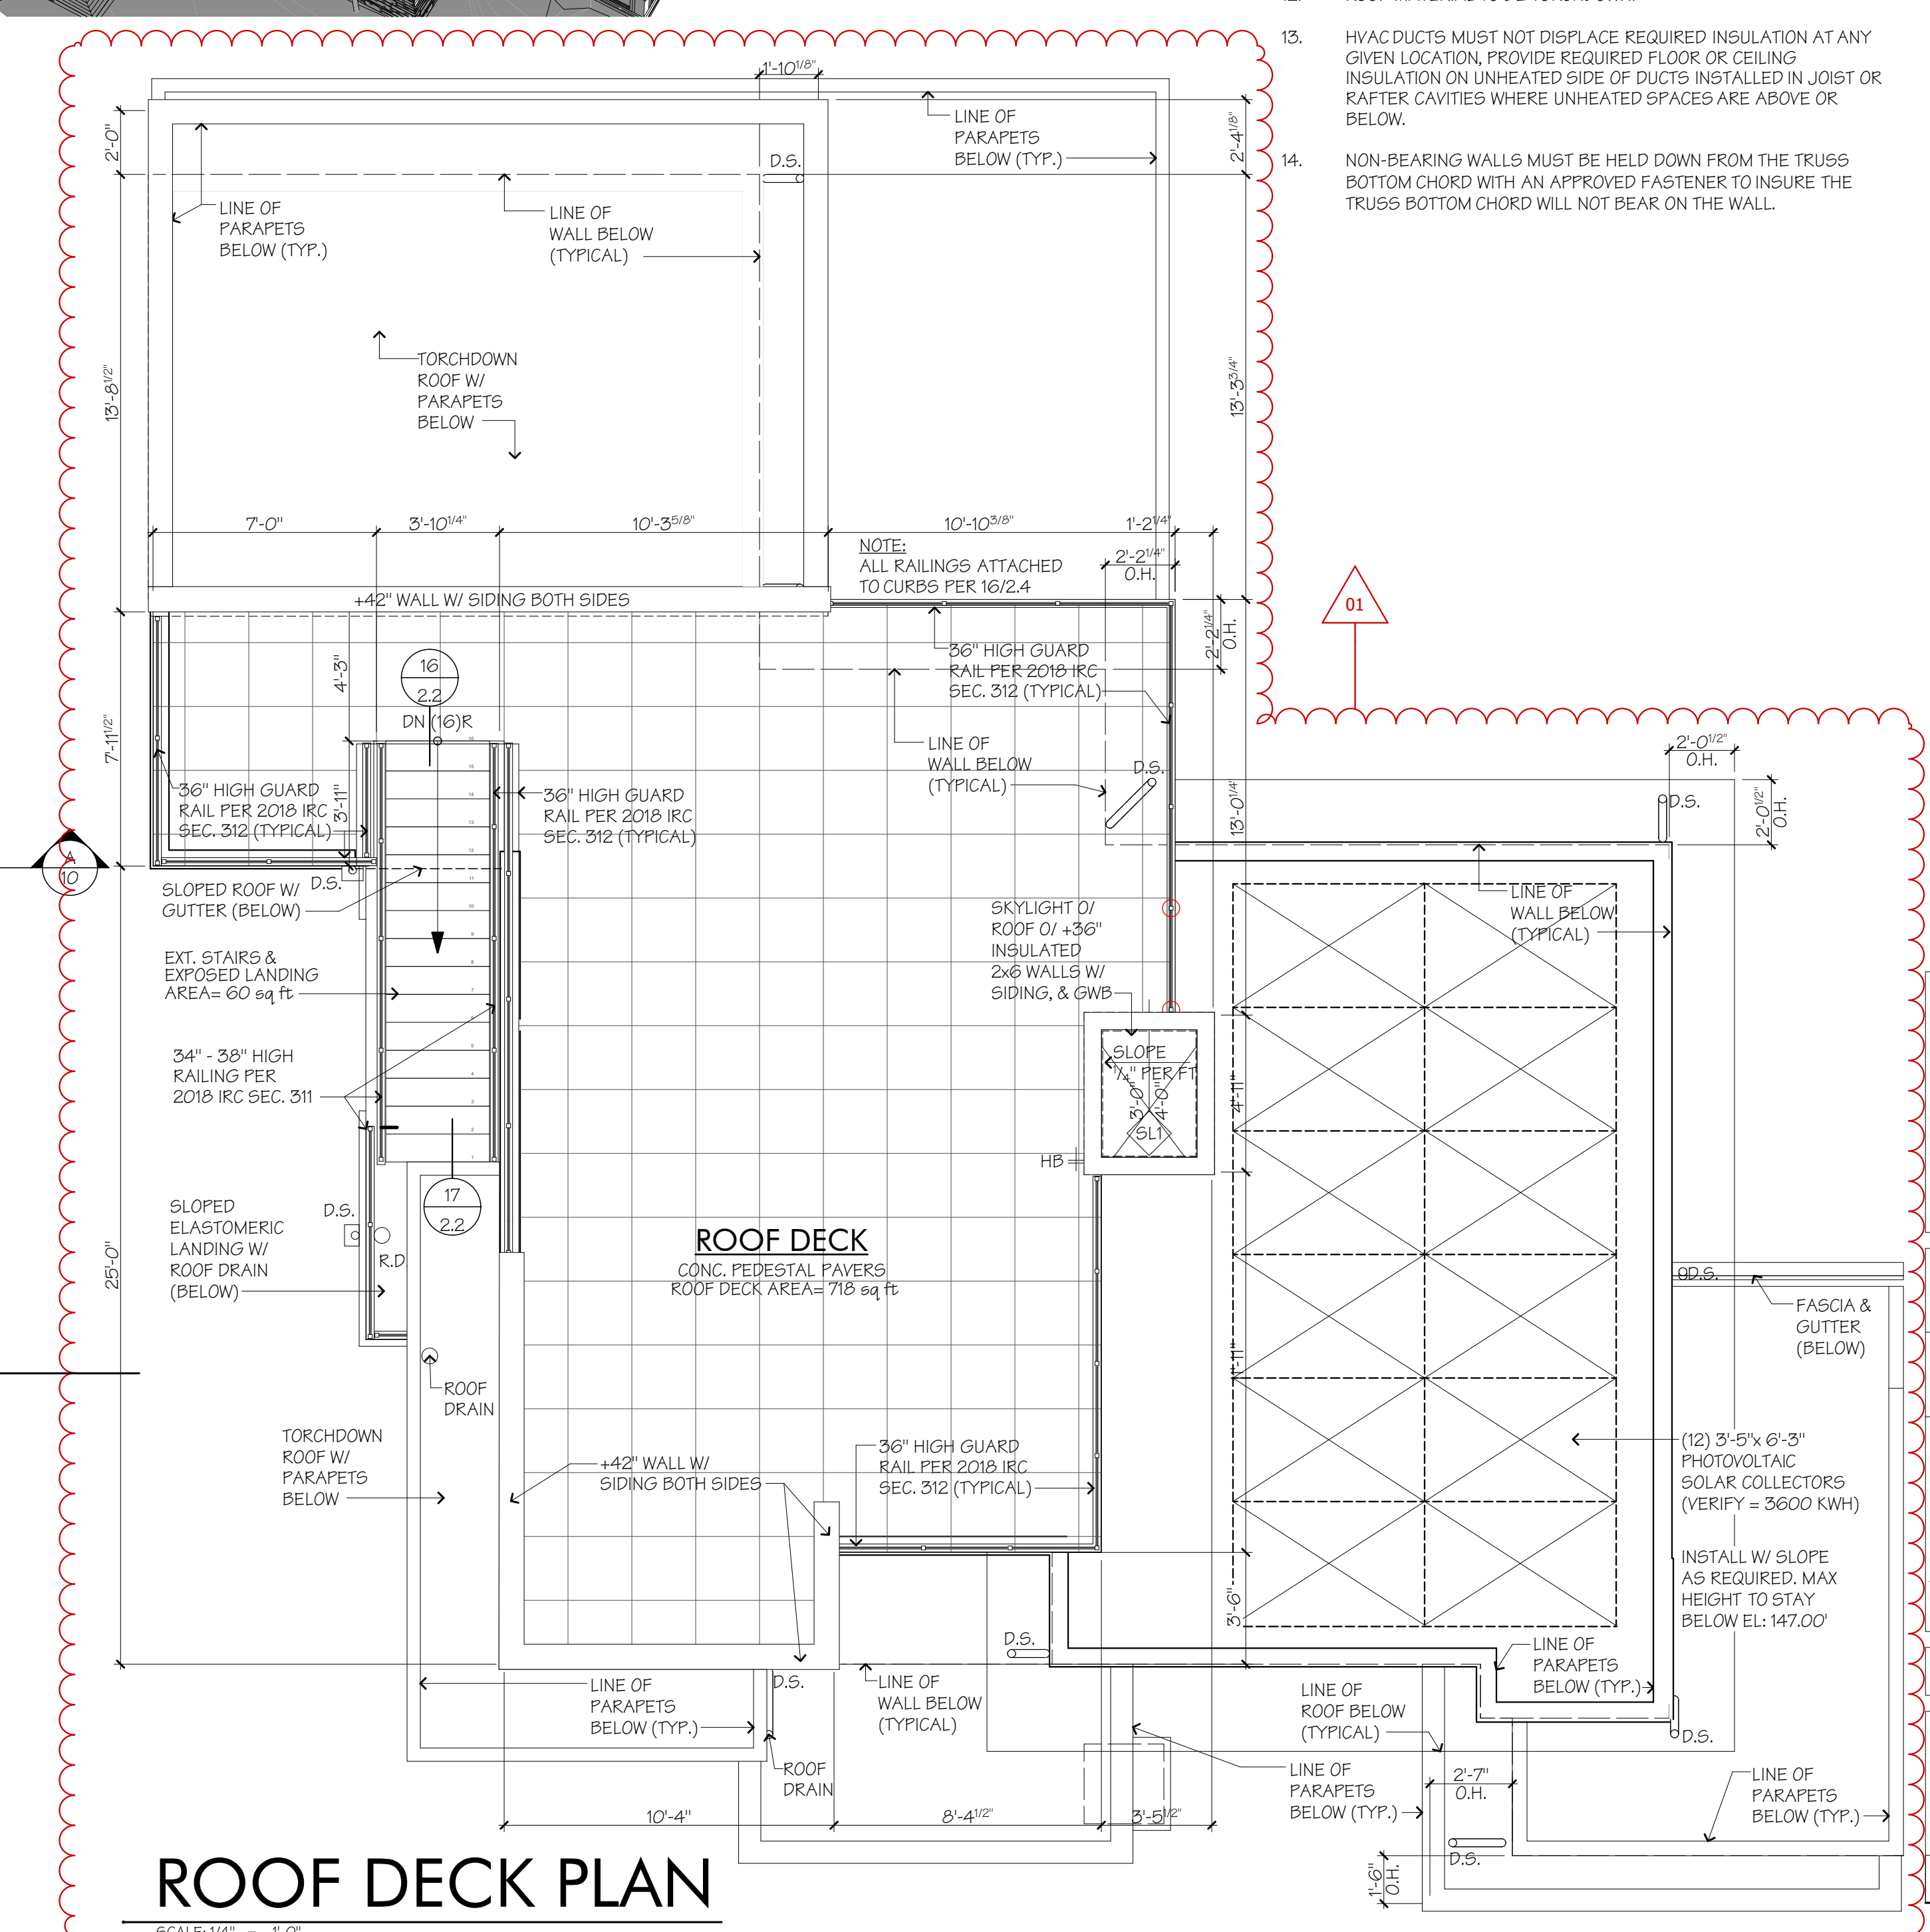 13. HVAC DUCTS MUST NOT DISPLACE REQUIRED INSULATION AT ANY
GIVEN LOCATION, PROVIDE REQUIRED FLOOR OR CEILING
INSULATION ON UNHEATED SIDE OF DUCTS INSTALLED IN JOIST OR
RAFTER CAVITIES WHERE UNHEATED SPACES ARE ABOVE OR
BELOW.
14. NON-BEARING WALLS MUST BE HELD DOWN FROM THE TRUSS
BOTTOM CHORD WITH AN APPROVED FASTENER TO INSURE THE
TRUSS BOTTOM CHORD WILL NOT BEAR ON THE WALL.
1'-10 1/8"
2'-0"
2'-4 1/8"
LINE OF
PARAPETS
BELOW (TYP.)
D.S.
LINE OF
PARAPETS
BELOW (TYP.)
LINE OF
WALL BELOW
(TYPICAL)
TORCHDOWN
ROOF W/
PARAPETS
BELOW
13'-8 1/2"
13'-3 3/4"
7'-0"
3'-10 1/4"
10'-3 5/8"
10'-10 3/8"
1'-2 1/4"
NOTE:
ALL RAILINGS ATTACHED
TO CURBS PER 16/2.4
2'-2 1/4"
O.H.
+42" WALL W/ SIDING BOTH SIDES
01
2'-2 1/4"
O.H.
36" HIGH GUARD
RAIL PER 2018 IRC
SEC. 312 (TYPICAL)
4'-3"
16
2.2
DN (16)R
7'-11 1/2"
LINE OF
WALL BELOW
(TYPICAL)
D.S.
2'-0 1/2"
O.H.
2'-0 1/2"
O.H.
D.S.
36" HIGH GUARD
RAIL PER 2018 IRC
SEC. 312 (TYPICAL)
3'-11"
36" HIGH GUARD
RAIL PER 2018 IRC
SEC. 312 (TYPICAL)
13'-0 1/4"
A
10
SLOPED ROOF W/
GUTTER (BELOW)
D.S.
LINE OF
WALL BELOW
(TYPICAL)
SKYLIGHT O/
ROOF O/ +36"
INSULATED
2x6 WALLS W/
SIDING, & GWB
EXT. STAIRS &
EXPOSED LANDING
AREA= 60 sq ft
16
15
14
13
12
11
10
9
8
7
6
5
4
3
2
1
34" - 38" HIGH
RAILING PER
2018 IRC SEC. 311
SLOPE
1/4" PER FT
3'-0"
4'-0"
SL1
4'-11"
HB
17
2.2
SLOPED
ELASTOMERIC
LANDING W/
ROOF DRAIN
(BELOW)
D.S.
R.D
25'-0"
ROOF DECK
CONC. PEDESTAL PAVERS
ROOF DECK AREA= 718 sq ft
D.S.
FASCIA &
GUTTER
(BELOW)
ROOF
DRAIN
TORCHDOWN
ROOF W/
PARAPETS
BELOW
+42" WALL W/
SIDING BOTH SIDES
36" HIGH GUARD
RAIL PER 2018 IRC
SEC. 312 (TYPICAL)
(12) 3'-5"x 6'-3"
PHOTOVOLTAIC
SOLAR COLLECTORS
(VERIFY = 3600 KWH)
INSTALL W/ SLOPE
AS REQUIRED. MAX
HEIGHT TO STAY
BELOW EL: 147.00'
3'-6"
D.S.
LINE OF
PARAPETS
BELOW (TYP.)
LINE OF
PARAPETS
BELOW (TYP.)
D.S.
LINE OF
WALL BELOW
(TYPICAL)
LINE OF
ROOF BELOW
(TYPICAL)
D.S.
ROOF
DRAIN
LINE OF
PARAPETS
BELOW (TYP.)
2'-7"
O.H.
LINE OF
PARAPETS
BELOW (TYP.)
10'-4"
8'-4 1/2"
3'-5 1/2"
D.S.
1'-6"
O.H.
ROOF DECK PLAN